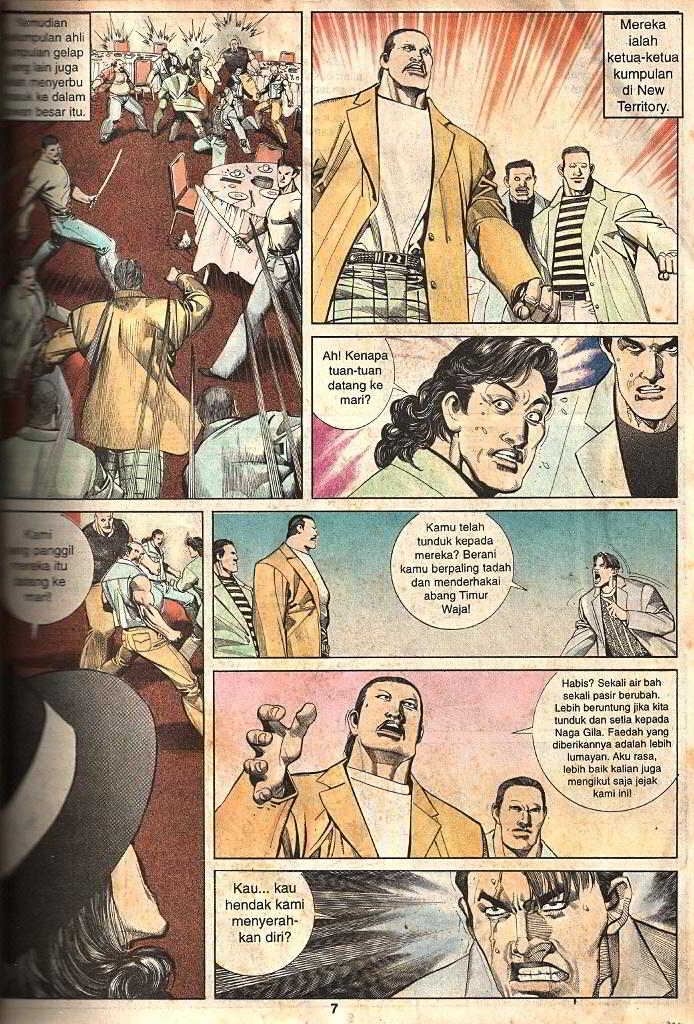 Kemudian
ahli
gelap
lain juga
menyerbu
ke dalam
besar itu.
Mereka
ialah
ketua-ketua
kumpulan
di New
Territory.
Ah! Kenapa
tuan-tuan
datang ke
mari?
Kami
panggil
mereka itu
datang ke
mari!
Kamu telah
tunduk kepada
mereka? Berani
kamu berpaling tadah
dan menderhakai
abang Timur
Waja!
Habis? Sekali air bah
sekali pasir berubah.
Lebih beruntung jika kita
tunduk dan setia kepada
Naga Gila. Faedah yang
diberikannya adalah lebih
lumayan. Aku rasa,
lebih baik kalian juga
mengikut saja jejak
kami ini!
Kau... kau
hendak kami
menyerah-
kan diri?
7